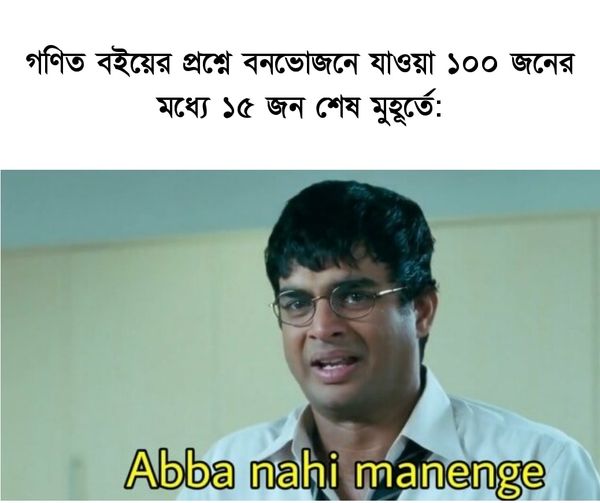 গণিত বইয়ের প্রশ্নে বনভোজনে যাওয়া ১০০ জনের
মধ্যে ১৫ জন শেষ মুহূর্তে:
Abba nahi manenge